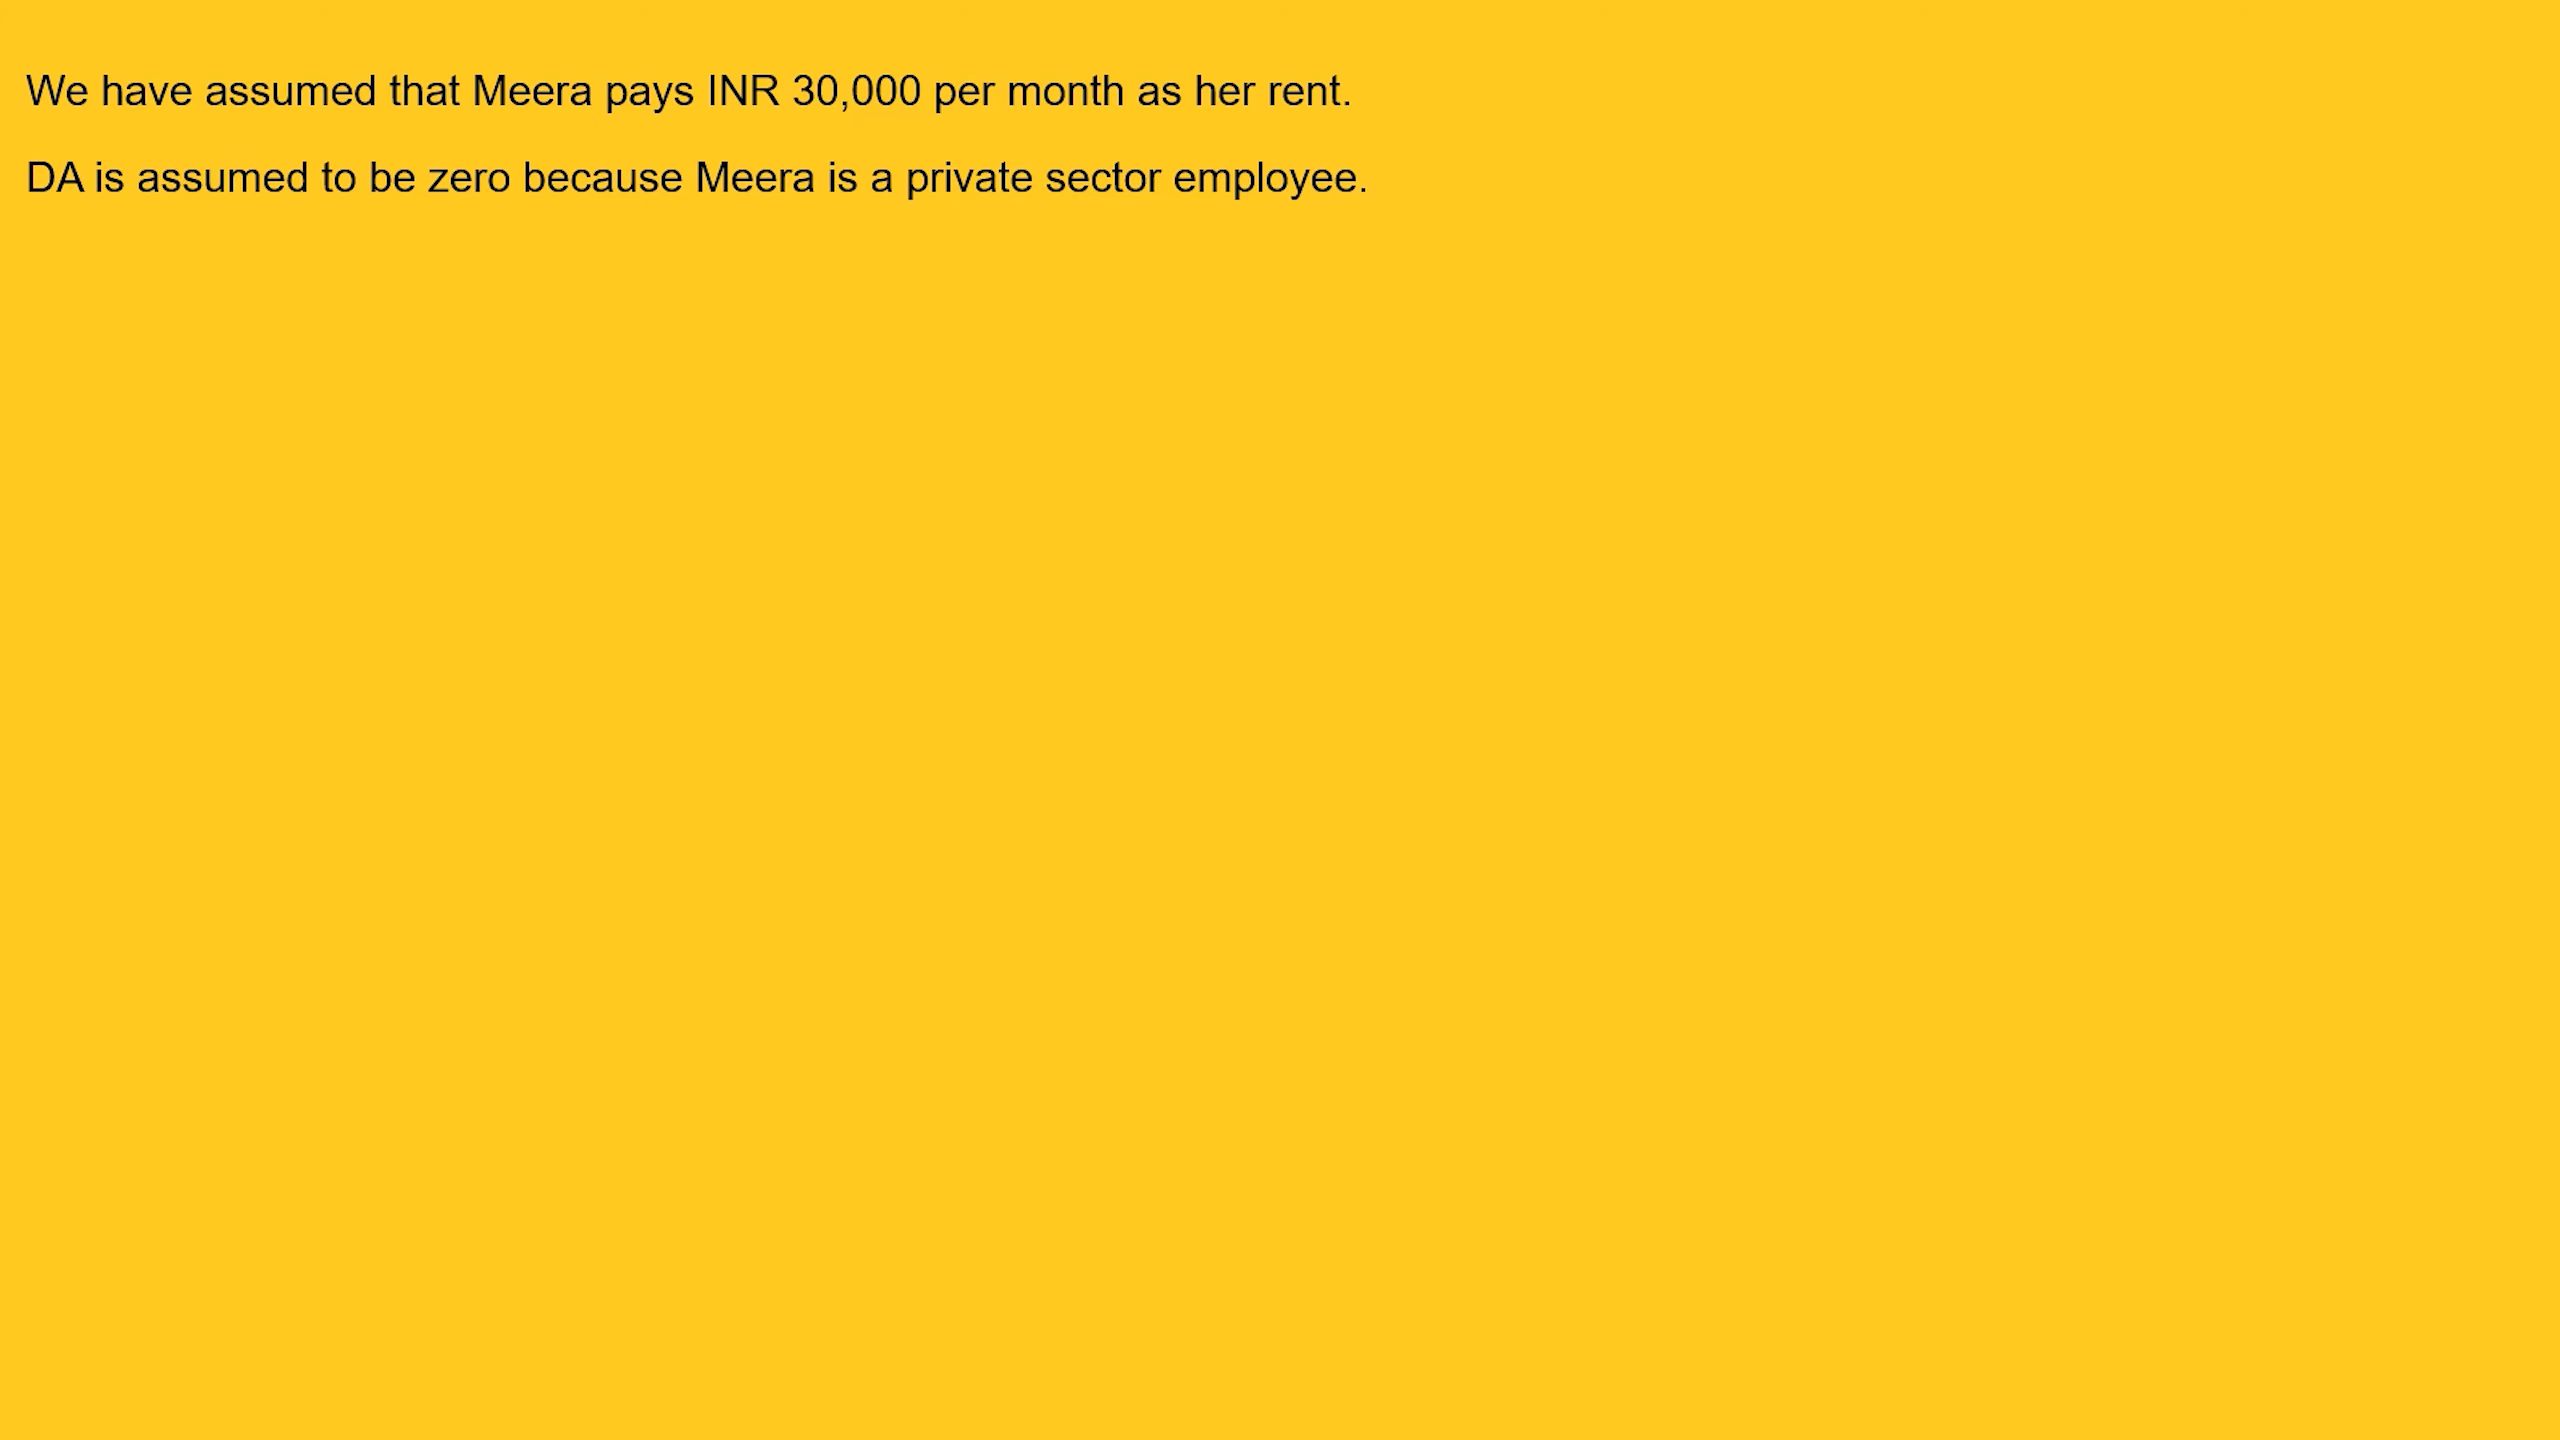 We have assumed that Meera pays INR 30,000 per month as her rent.
DA is assumed to be zero because Meera is a private sector employee.